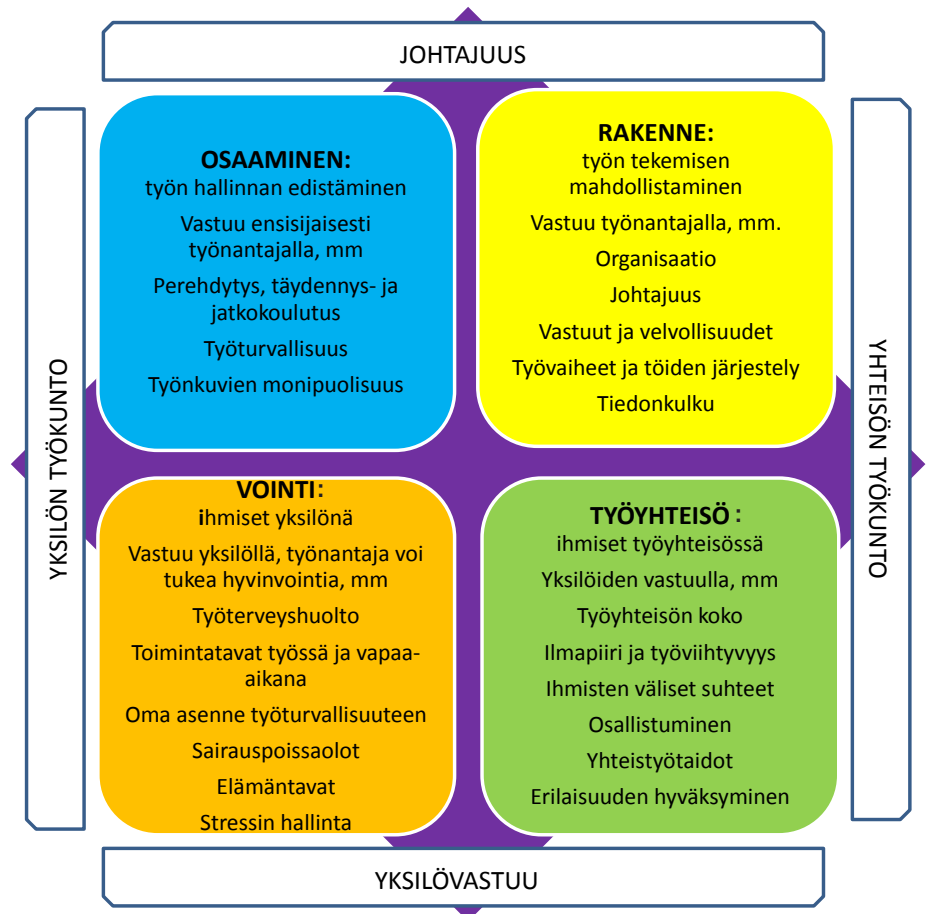 JOHTAJUUS
YKSILÖN TYÖKUNTO
OSAAMINEN:
työn hallinnan edistäminen
Vastuu ensisijaisesti
työnantajalla, mm
Perehdytys, täydennys- ja
jatkokoulutus
Työturvallisuus
Työnkuvien monipuolisuus
RAKENNE:
työn tekemisen
mahdollistaminen
Vastuu työnantajalla, mm.
Organisaatio
Johtajuus
Vastuut ja velvollisuudet
Työvaiheet ja töiden järjestely
Tiedonkulku
YHTEISÖN TYÖKUNTO
VOINTI:
ihmiset yksilönä
Vastuu yksilöllä, työnantaja voi
tukea hyvinvointia, mm
Työterveyshuolto
Toimintatavat työssä ja vapaa-
aikana
Oma asenne työturvallisuuteen
Sairauspoissaolot
Elämäntavat
Stressin hallinta
TYÖYHTEISÖ :
ihmiset työyhteisössä
Yksilöiden vastuulla, mm
Työyhteisön koko
Ilmapiiri ja työviihtyvyys
Ihmisten väliset suhteet
Osallistuminen
Yhteistyötaidot
Erilaisuuden hyväksyminen
YKSILÖVASTUU